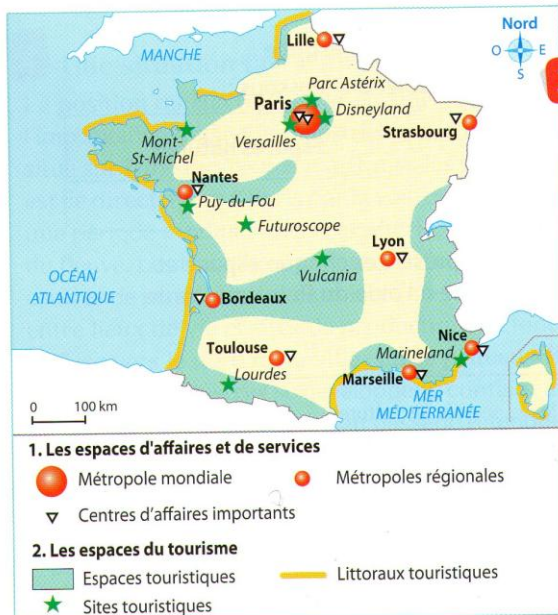 Nord
O E
S
MANCHE
Lille
Parc Astérix
Paris
Disneyland
Versailles
Strasbourg
Mont-
St-Michel
Nantes
Puy-du-Fou
Futuroscope
Lyon
Vulcania
OCÉAN
ATLANTIQUE
Bordeaux
Toulouse
Nice
Marineland
Lourdes
Marseille
MER
MÉDITERRANÉE
0 100 km
1. Les espaces d'affaires et de services
Métropole mondiale
Métropoles régionales
Centres d'affaires importants
2. Les espaces du tourisme
Espaces touristiques
Littoraux touristiques
Sites touristiques